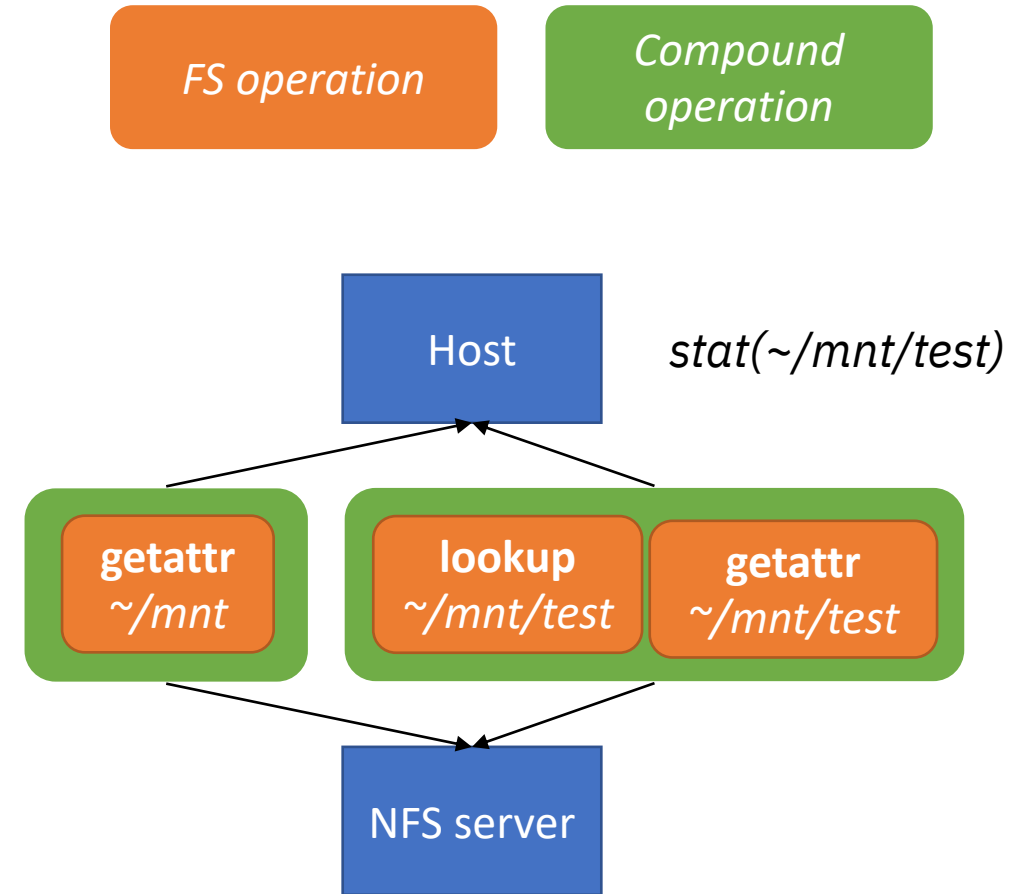 FS operation
Compound
operation
Host
stat(~/mnt/test)
getattr
~/mnt
lookup
~/mnt/test
getattr
~/mnt/test
NFS server